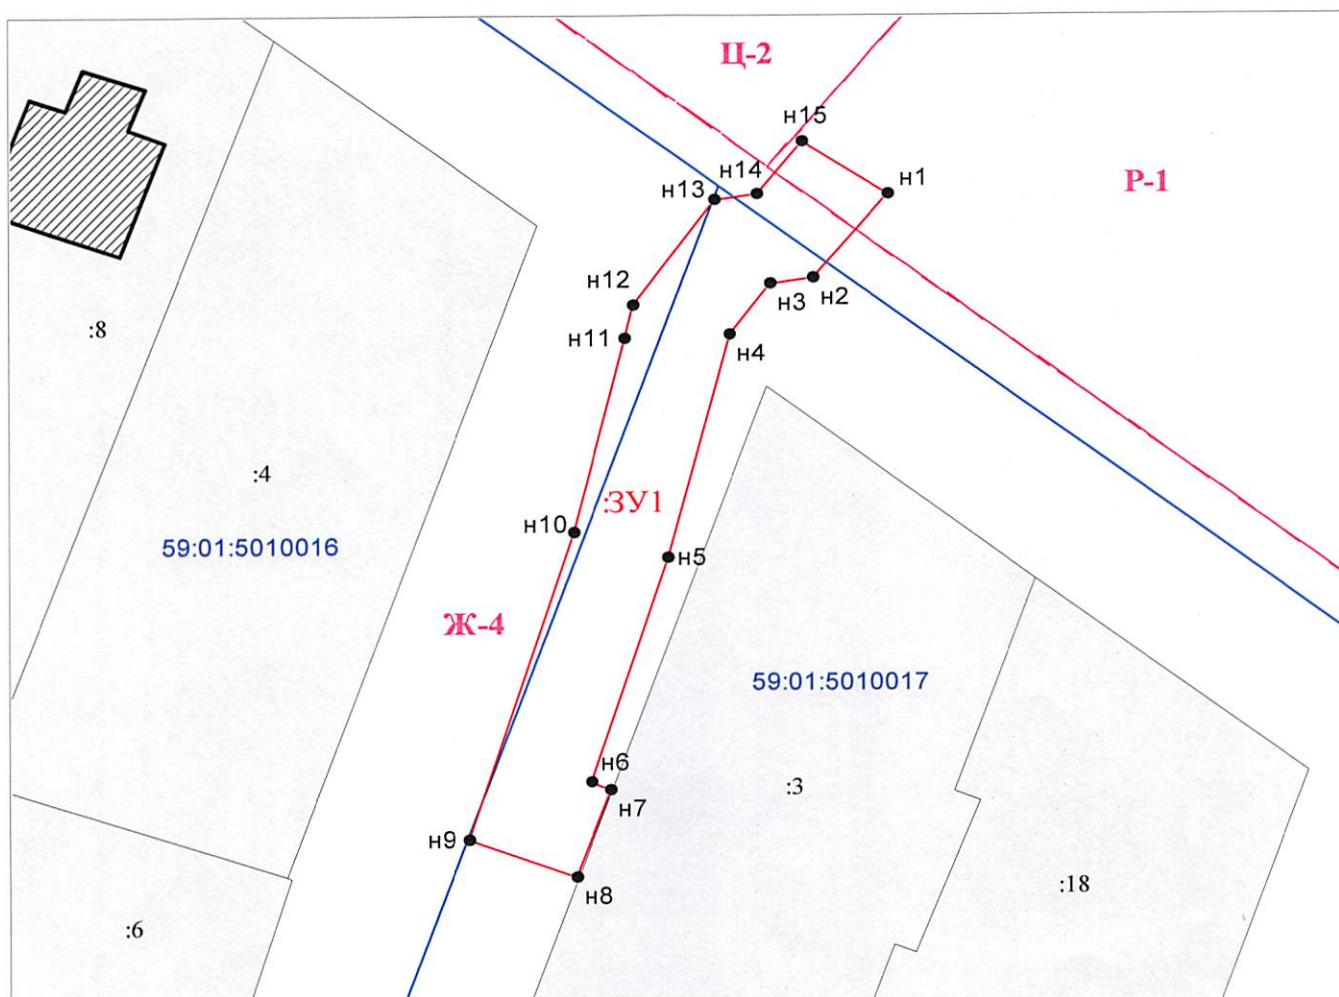 Ц-2
н15
н14
н13
н1
Р-1
н12
н2
н3
:8
н11
н4
:4
:ЗУ1
н10
59:01:5010016
н5
Ж-4
59:01:5010017
н6
:3
н7
н9
н8
:18
:6